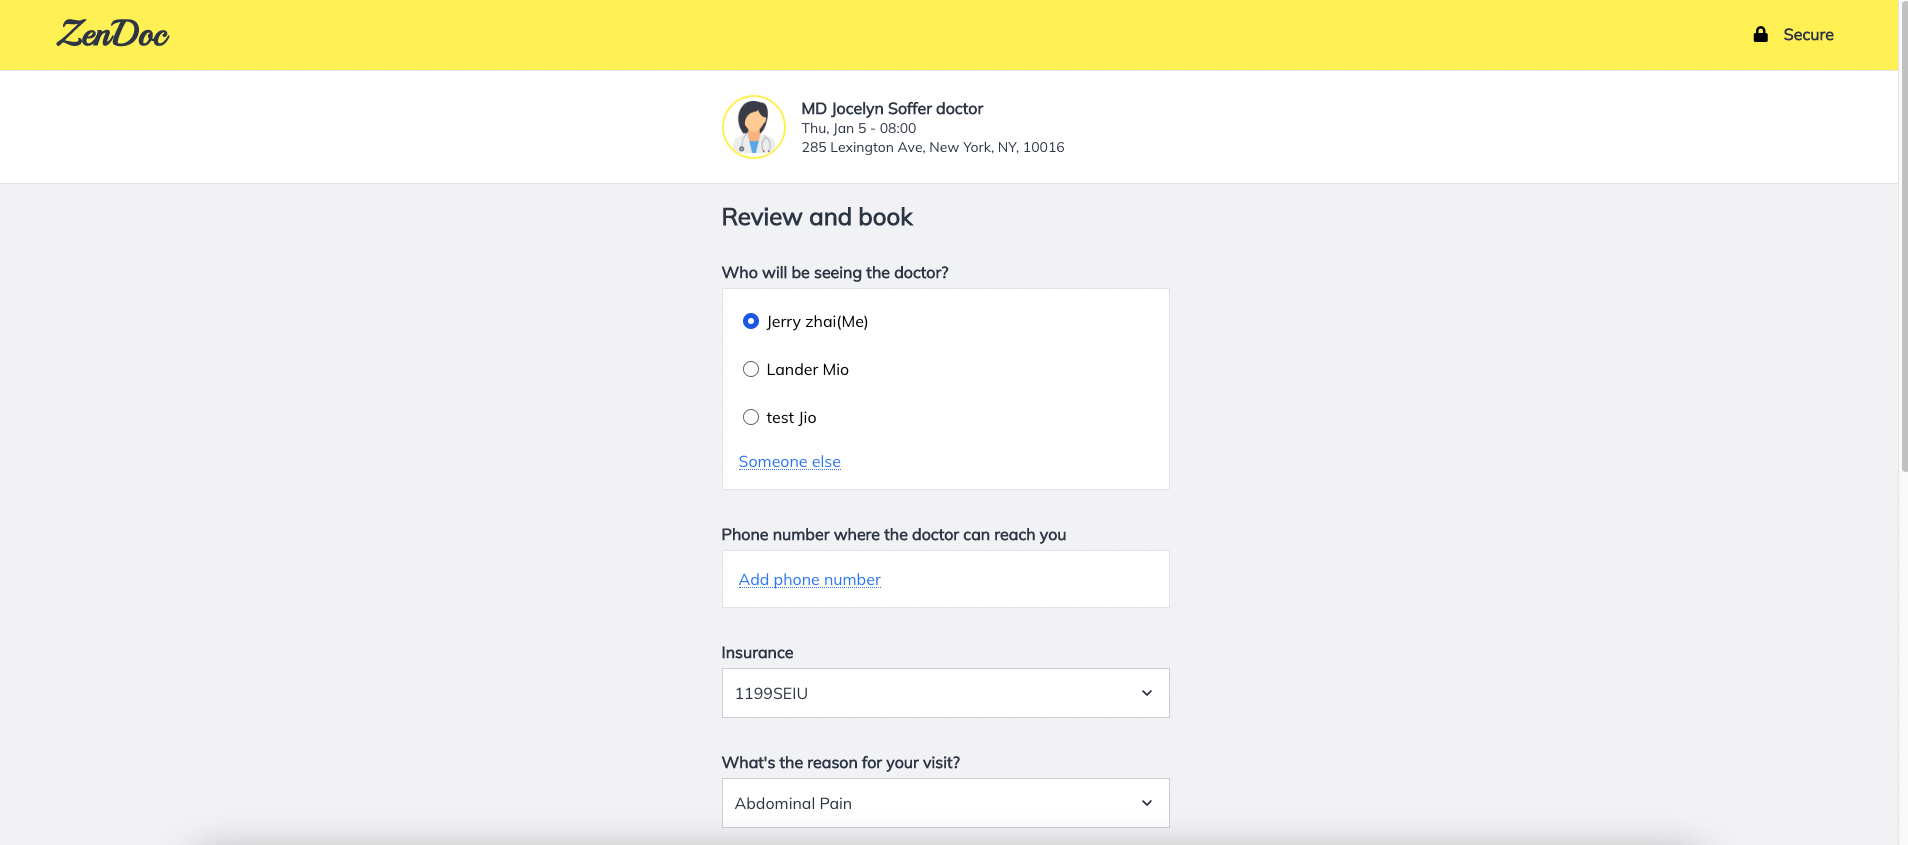 ZenDoc
Secure
MD Jocelyn Soffer doctor
Thu, Jan 5 - 08:00
285 Lexington Ave, New York, NY, 10016
Review and book
Who will be seeing the doctor?
Jerry zhai(Me)
Lander Mio
test Jio
Someone else
Phone number where the doctor can reach you
Add phone number
Insurance
1199SEIU
What's the reason for your visit?
Abdominal Pain